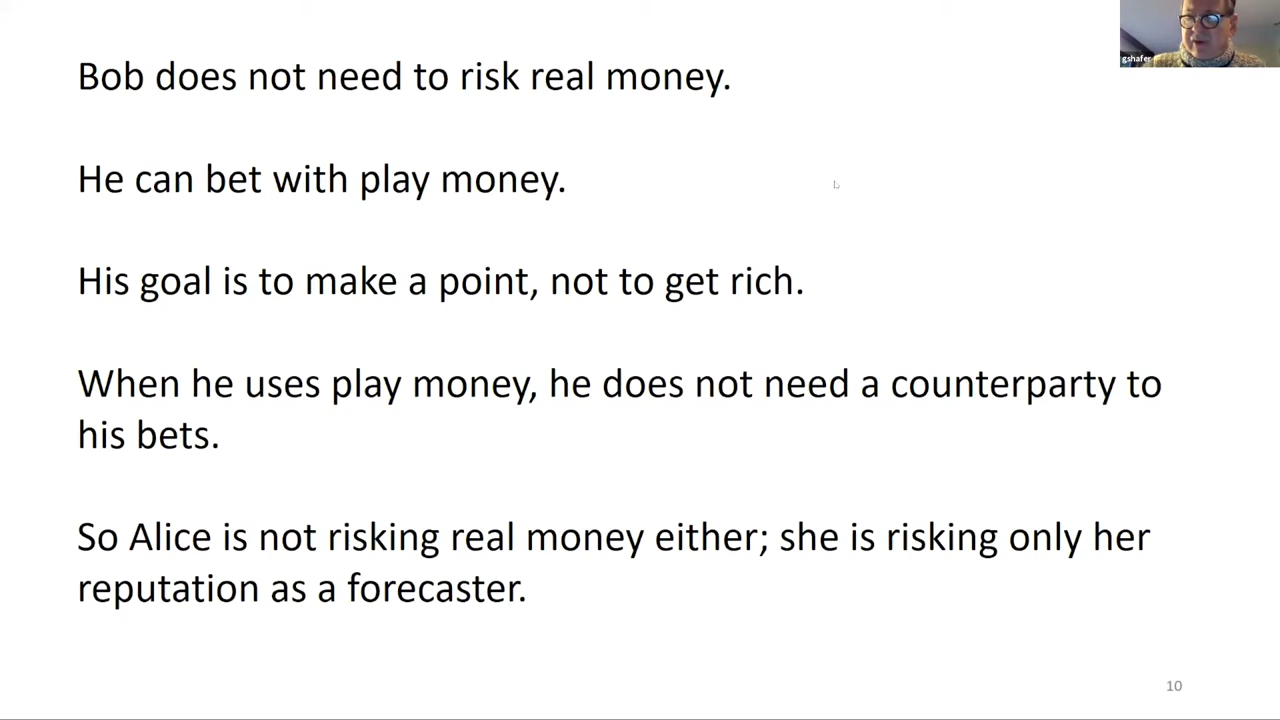 Bob does not need to risk real money.
gshafer
He can bet with play money.
His goal is to make a point, not to get rich.
When he uses play money, he does not need a counterparty to
his bets.
So Alice is not risking real money either; she is risking only her
reputation as a forecaster.
10